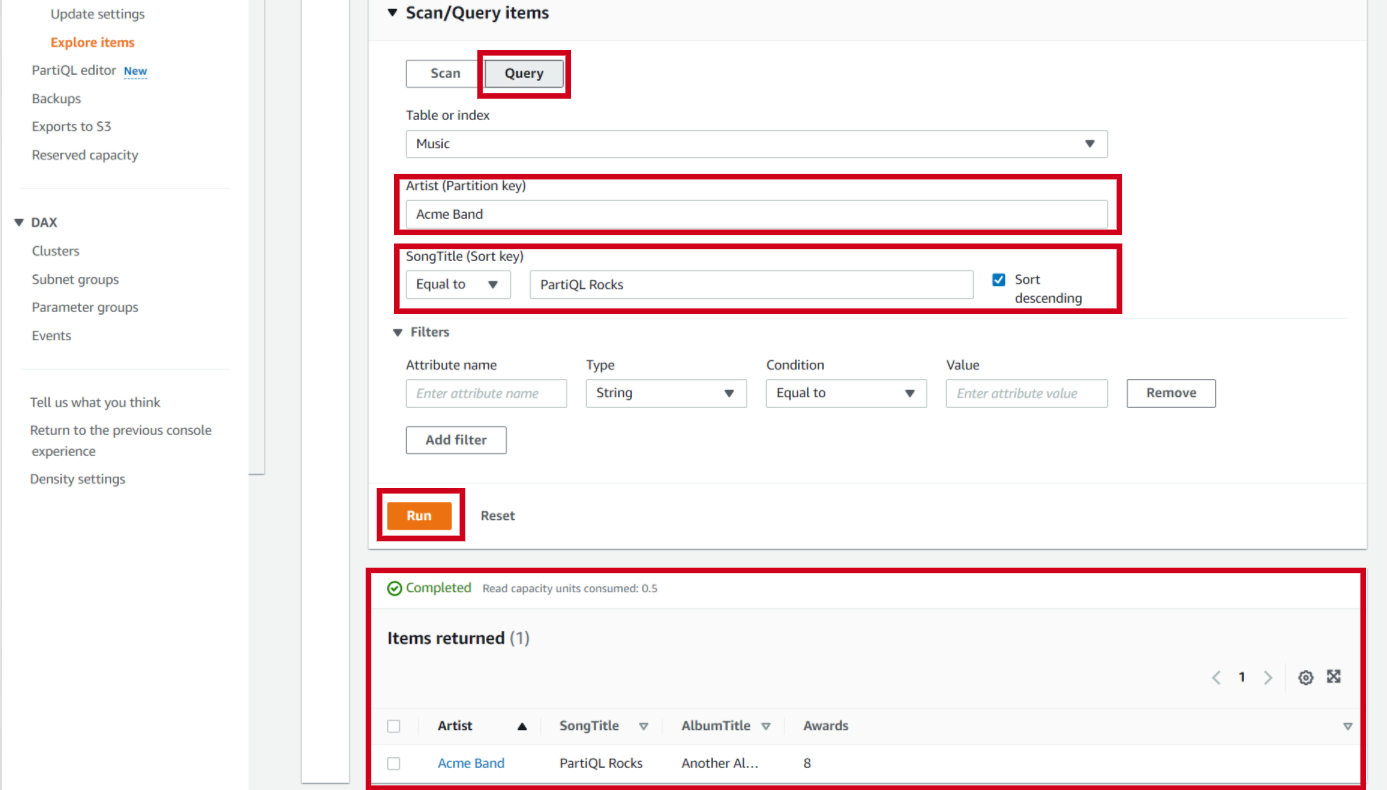 Update settings
Explore items
PartiQL editor New
Backups
Exports to S3
Reserved capacity
DAX
Clusters
Subnet groups
Parameter groups
Events
Tell us what you think
Return to the previous console
experience
Density settings
Scan/Query items
Scan Query
Table or index
Music
Artist (Partition key)
Acme Band
SongTitle (Sort key)
Equal to PartiQL Rocks Sort
descending
Filters
Attribute name Type Condition Value
Enter attribute name String Equal to Enter attribute value Remove
Add filter
Run Reset
Completed Read capacity units consumed: 0.5
Items returned (1)
1
Artist SongTitle AlbumTitle Awards
Acme Band PartiQL Rocks Another Al... 8